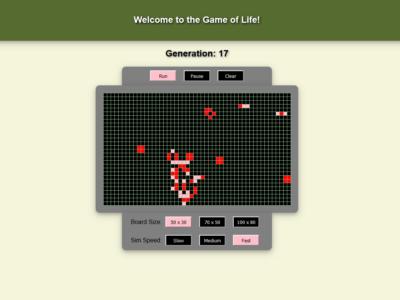 Welcome to the Game of Life!
Generation: 17
Run Pause Clear
Board Size: 50 x 30 70 x 50 100 x 80
Sim Speed: Slow Medium Fast